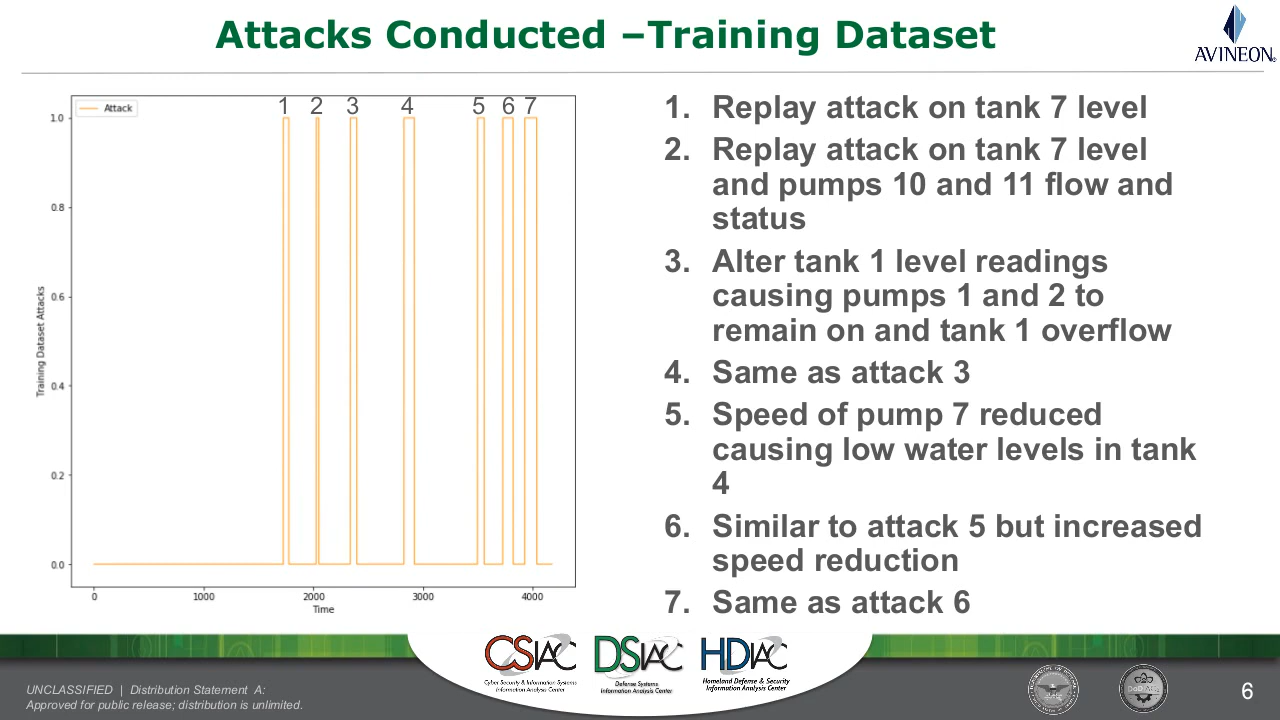 Attacks Conducted –Training Dataset
AVINEON
Attack
1 2 3 4 5 6 7
1.0
0.8
0.6
0.4
0.2
0.0
Training Dataset Attacks
0 1000 2000 3000 4000
Time
1. Replay attack on tank 7 level
2. Replay attack on tank 7 level
and pumps 10 and 11 flow and
status
3. Alter tank 1 level readings
causing pumps 1 and 2 to
remain on and tank 1 overflow
4. Same as attack 3
5. Speed of pump 7 reduced
causing low water levels in tank
4
6. Similar to attack 5 but increased
speed reduction
7. Same as attack 6
CSIAC
Cyber Security & Information Systems
Information Analysis Center
DSIAC
Defense Systems
Information Analysis Center
HDIAC
Homeland Defense & Security
Information Analysis Center
UNCLASSIFIED | Distribution Statement A:
Approved for public release; distribution is unlimited.
6